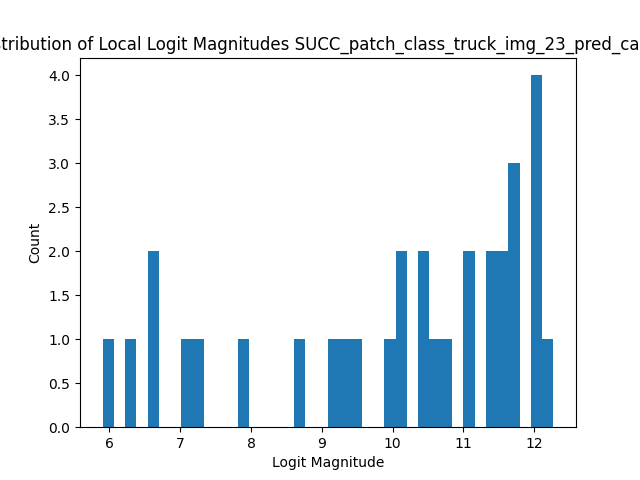 tribution of Local Logit Magnitudes SUCC_patch_class_truck_img_23_pred_ca
4.0
3.5
3.0
2.5
2.0
1.5
1.0
0.5
0.0
Count
6 7 8 9 10 11 12
Logit Magnitude